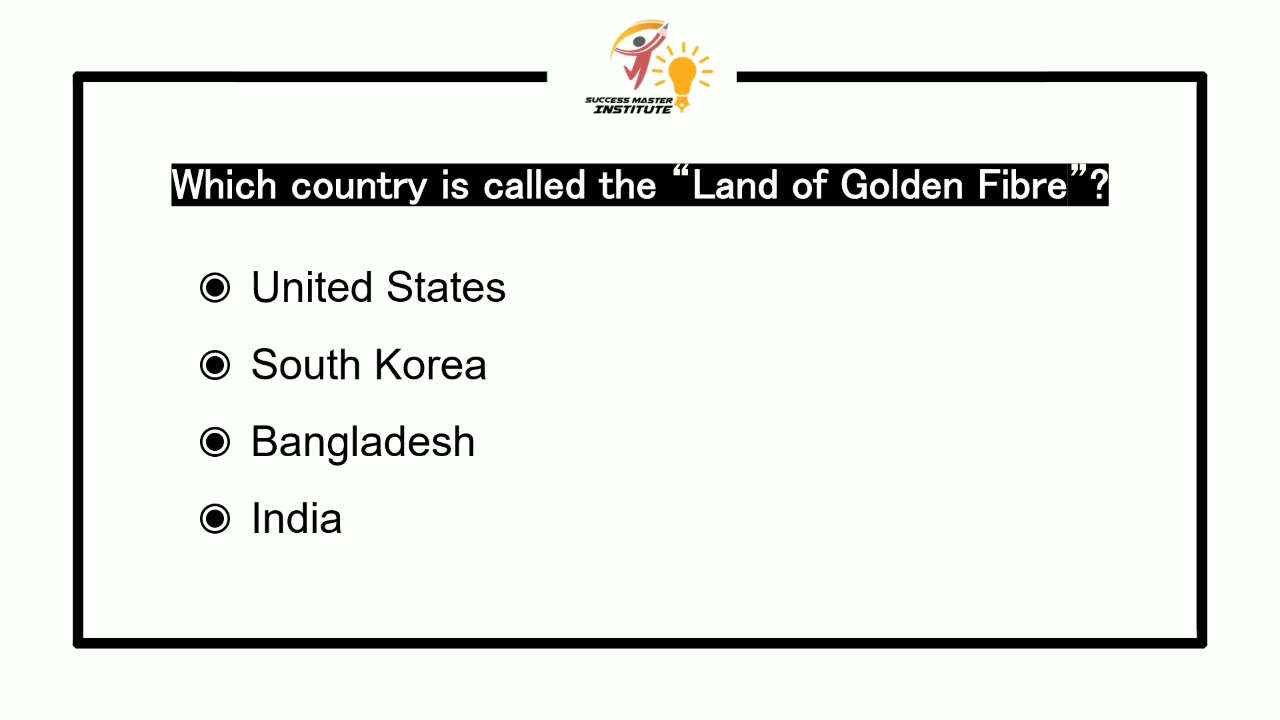 SUCCESS MASTER
INSTITUTE
Which country is called the “Land of Golden Fibre”?
◉ United States
◉ South Korea
◉ Bangladesh
◉ India